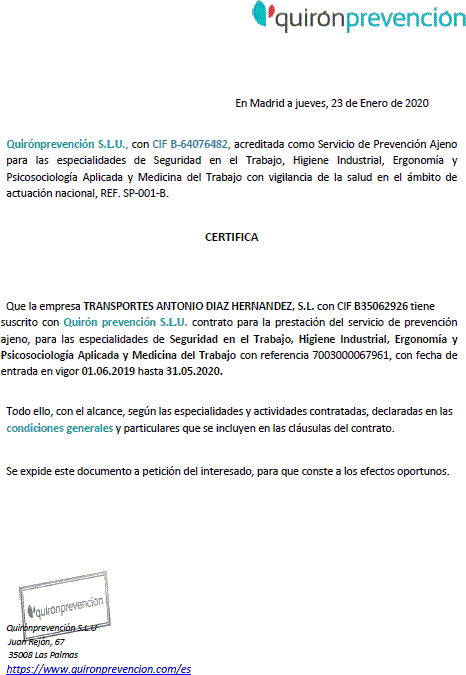 quirónprevención
En Madrid a jueves, 23 de Enero de 2020
Quirónprevención S.L.U., con CIF B-64076482, acreditada como Servicio de Prevención Ajeno
para las especialidades de Seguridad en el Trabajo, Higiene Industrial, Ergonomía y
Psicosociología Aplicada y Medicina del Trabajo con vigilancia de la salud en el ámbito de
actuación nacional, REF. SP-001-B.
CERTIFICA
Que la empresa TRANSPORTES ANTONIO DIAZ HERNANDEZ, S.L. con CIF B35062926 tiene
suscrito con Quirón prevención S.L.U. contrato para la prestación del servicio de prevención
ajeno, para las especialidades de Seguridad en el Trabajo, Higiene Industrial, Ergonomía y
Psicosociología Aplicada y Medicina del Trabajo con referencia 7003000067961, con fecha de
entrada en vigor 01.06.2019 hasta 31.05.2020.
Todo ello, con el alcance, según las especialidades y actividades contratadas, declaradas en las
condiciones generales y particulares que se incluyen en las cláusulas del contrato.
Se expide este documento a petición del interesado, para que conste a los efectos oportunos.
quirónprevención
Quirónprevención S.L.U
Juan Rejón, 67
35008 Las Palmas
https://www.quironprevencion.com/es